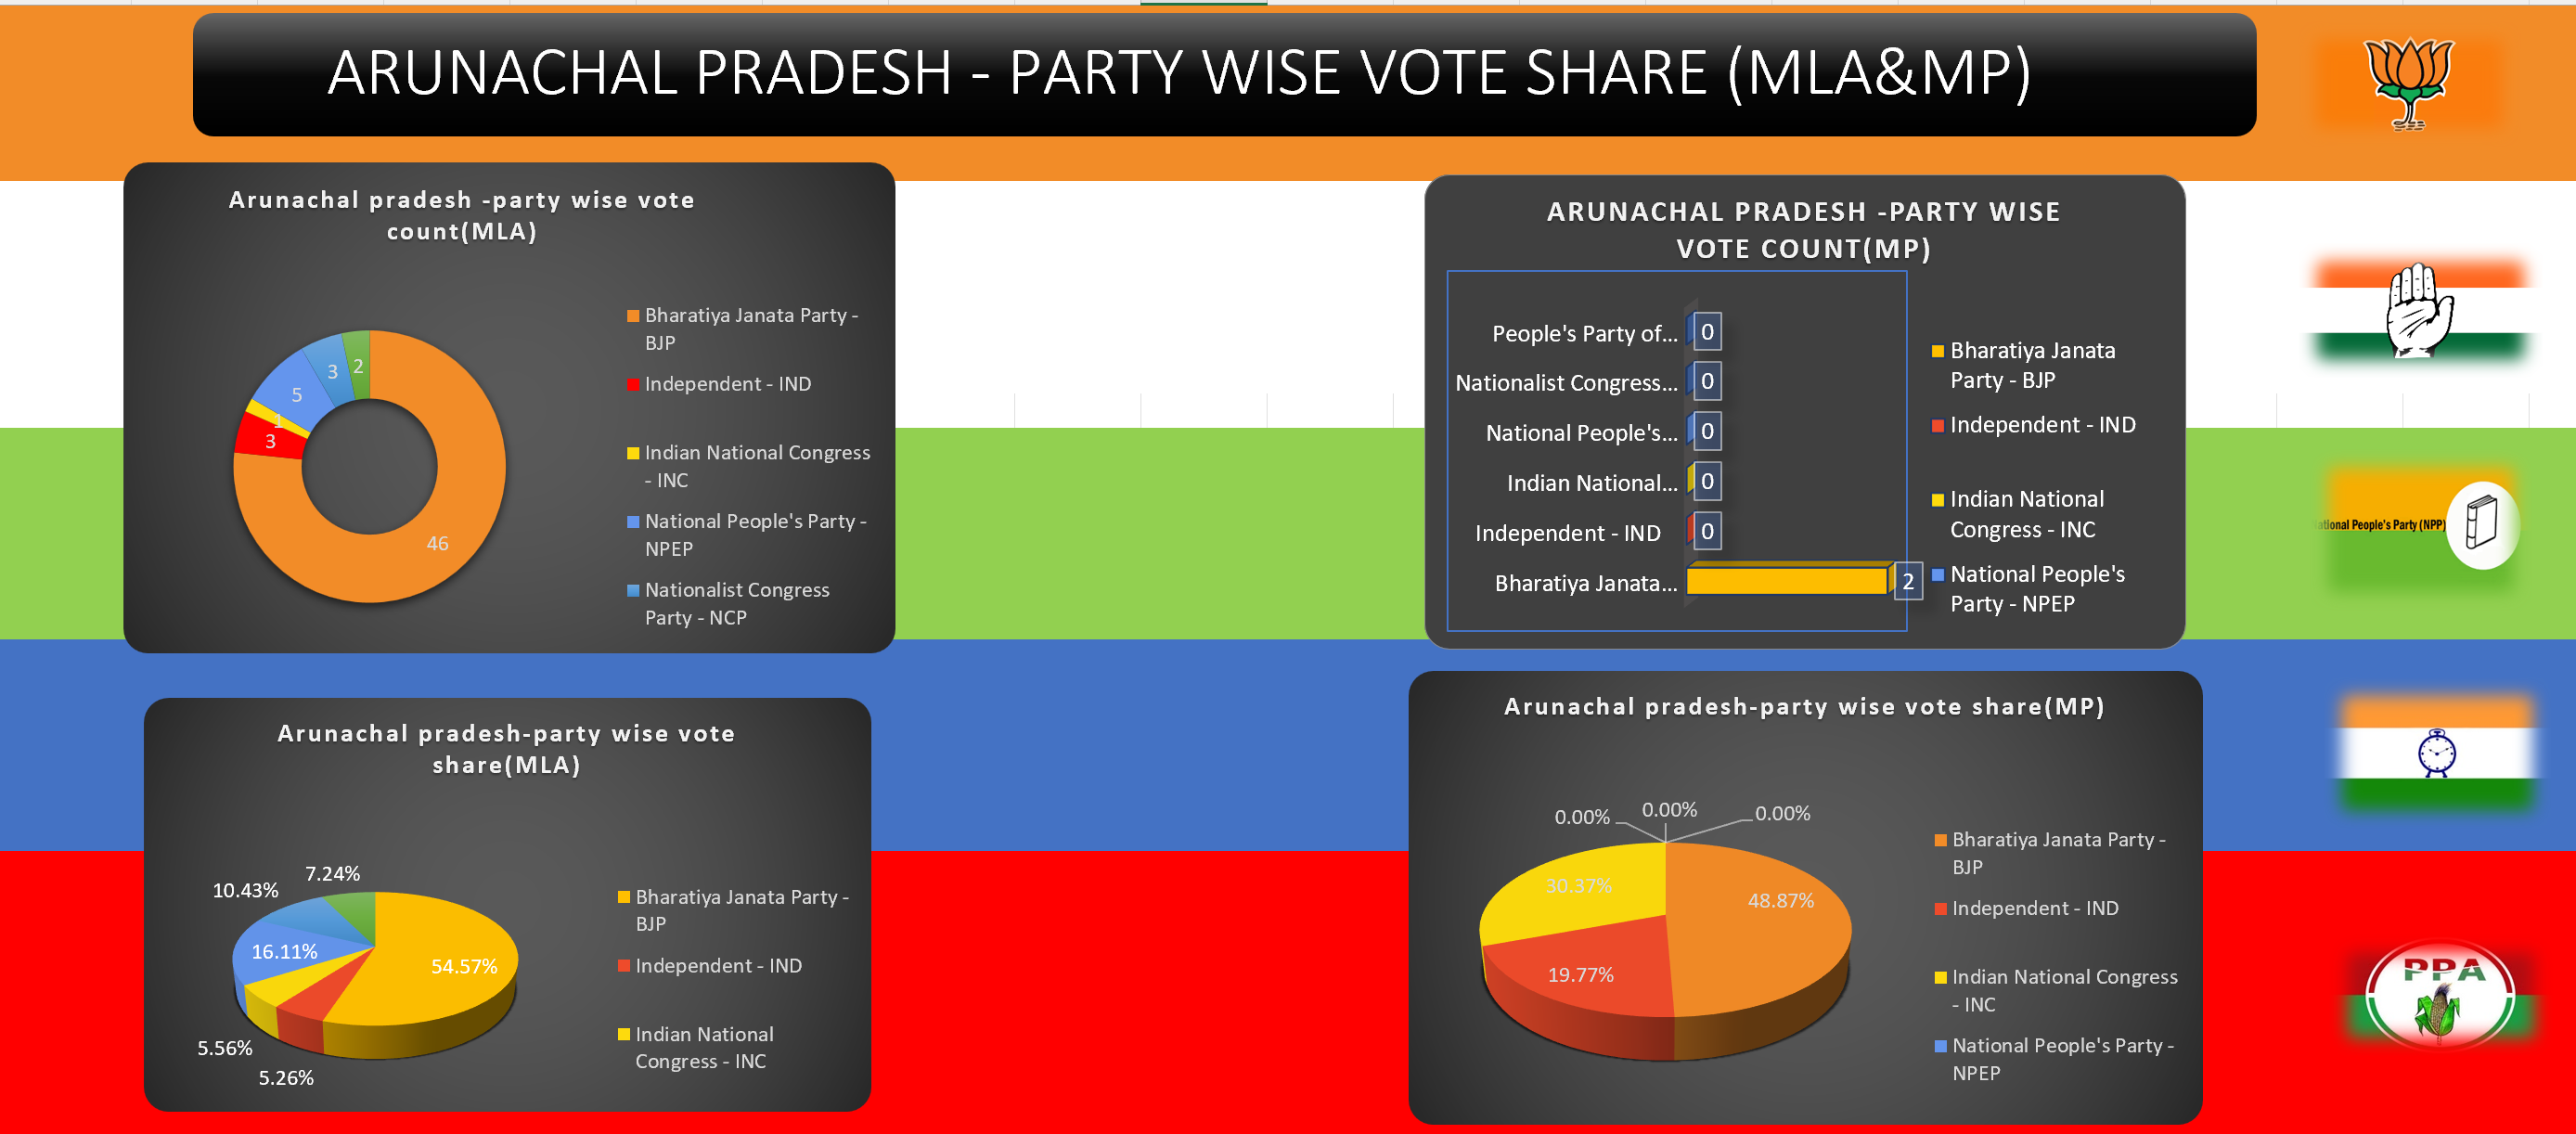 ARUNACHAL PRADESH - PARTY WISE VOTE SHARE (MLA&MP)
Arunachal pradesh -party wise vote
count(MLA)
46
3
1
5
3
2
Bharatiya Janata Party -
BJP
Independent - IND
Indian National Congress
- INC
National People's Party -
NPEP
Nationalist Congress
Party - NCP
ARUNACHAL PRADESH -PARTY WISE
VOTE COUNT(MP)
People's Party of... 0
Nationalist Congress... 0
National People's... 0
Indian National... 0
Independent - IND 0
Bharatiya Janata... 2
Bharatiya Janata
Party - BJP
Independent - IND
Indian National
Congress - INC
National People's
Party - NPEP
Arunachal pradesh-party wise vote
share(MLA)
7.24%
10.43%
16.11%
54.57%
5.56%
5.26%
Bharatiya Janata Party -
BJP
Independent - IND
Indian National
Congress - INC
Arunachal pradesh-party wise vote share(MP)
0.00%
0.00%
0.00%
30.37%
48.87%
19.77%
Bharatiya Janata Party -
BJP
Independent - IND
Indian National Congress
- INC
National People's Party -
NPEP
People's Party (NPP)
PPA